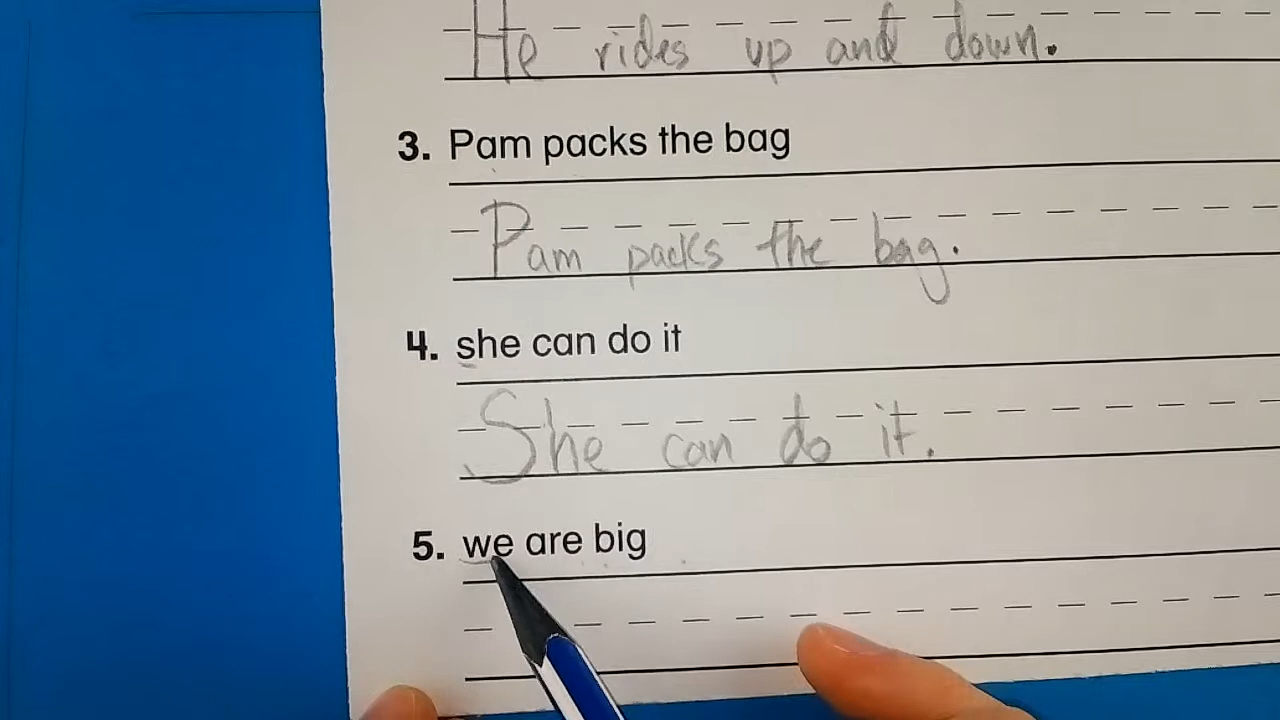 He rides up and down.
3. Pam packs the bag
Pam packs the bag.
4. she can do it
She can do it.
5. we are big